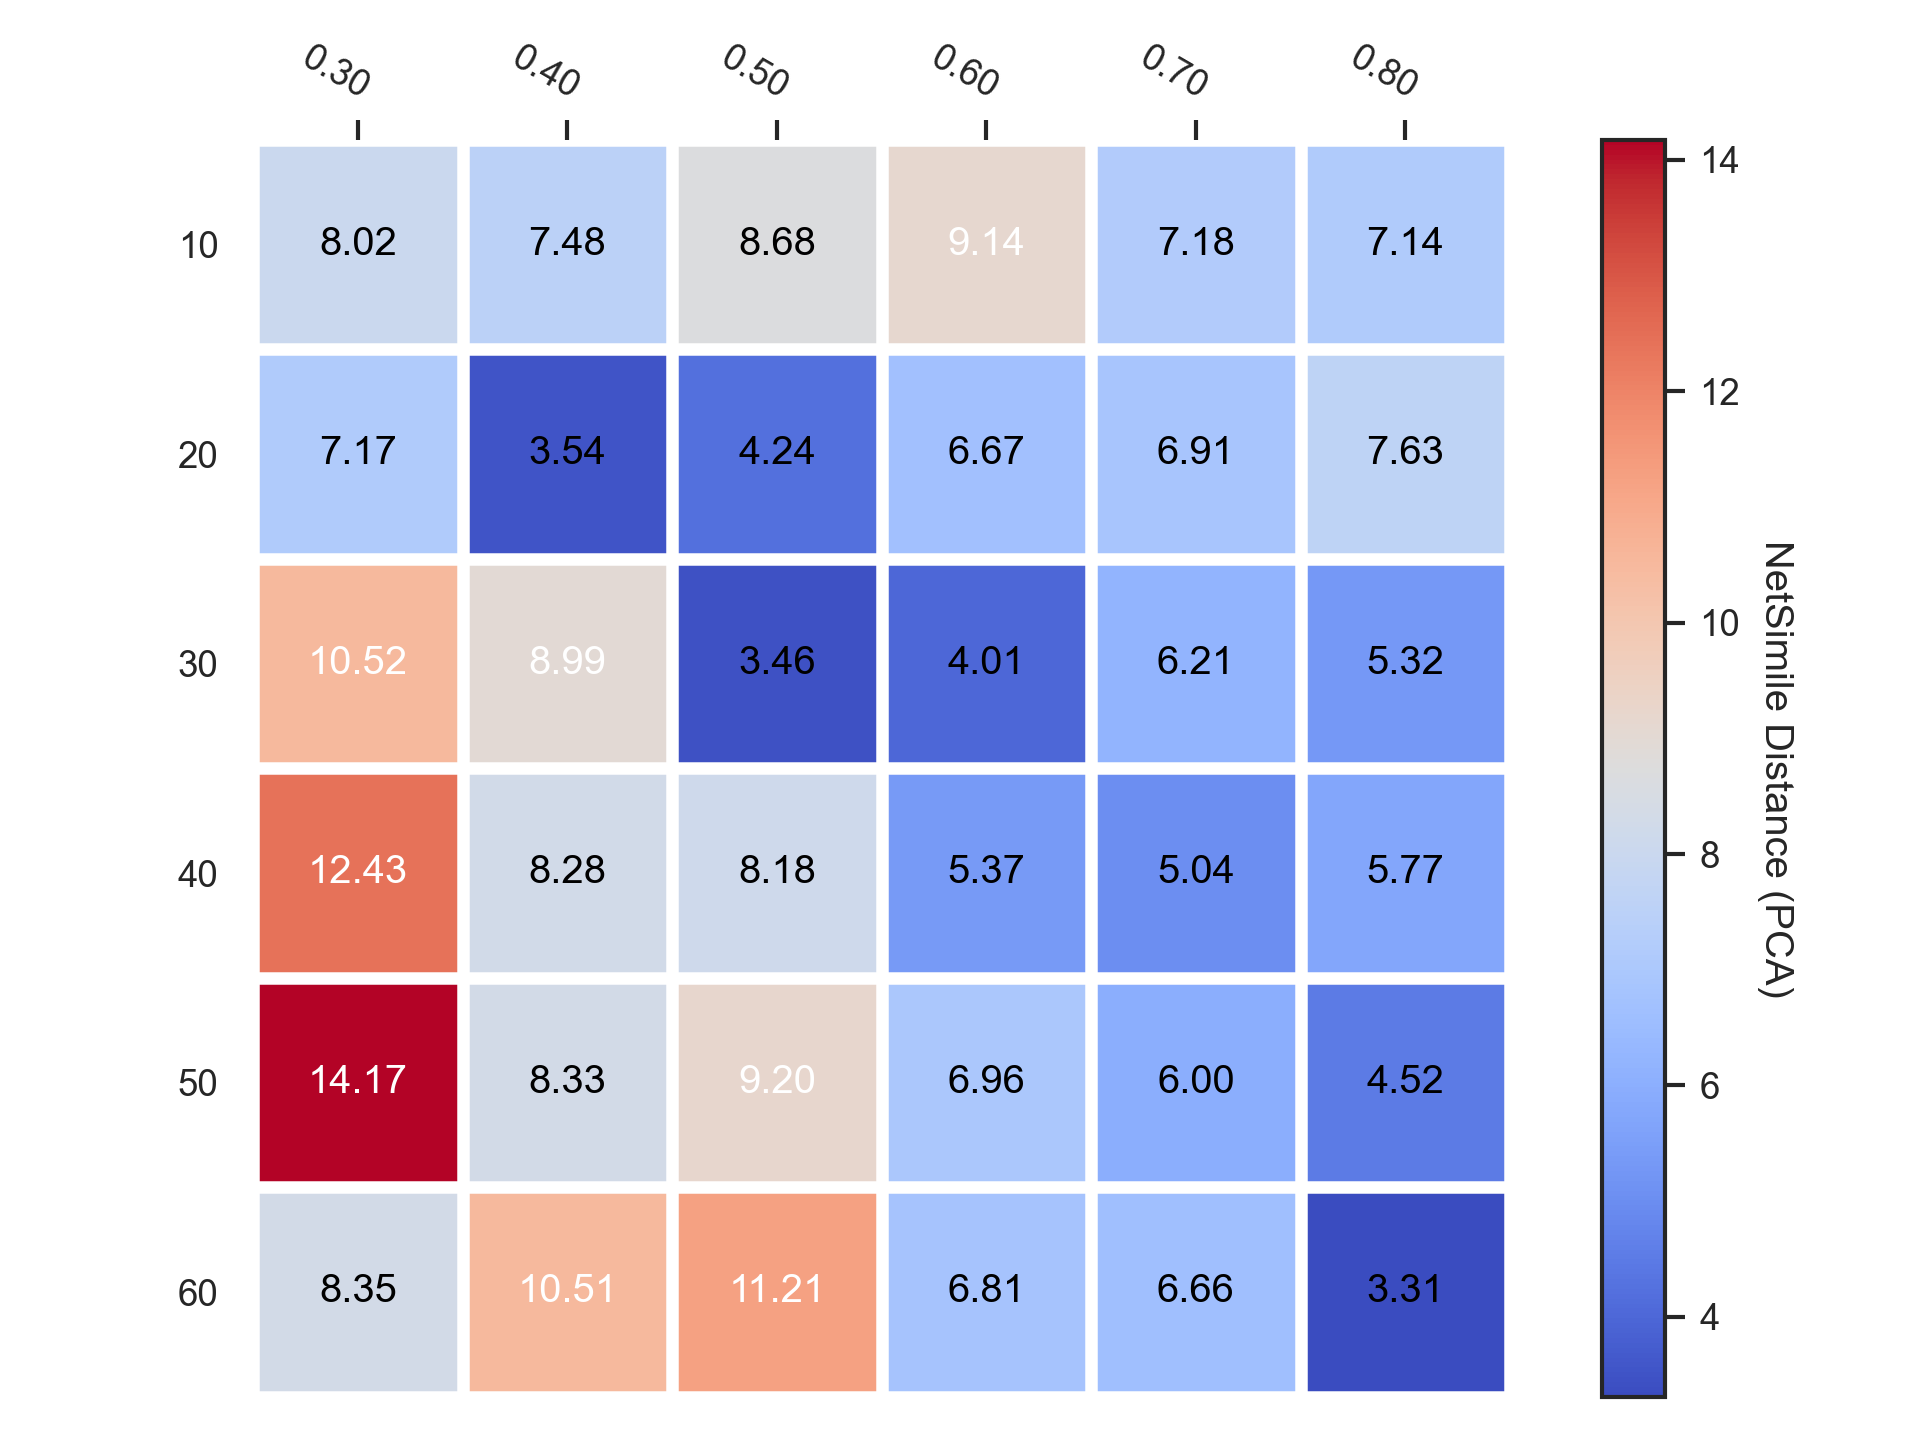 0.30 0.40 0.50 0.60 0.70 0.80
10 8.02 7.48 8.68 9.14 7.18 7.14
20 7.17 3.54 4.24 6.67 6.91 7.63
30 10.52 8.99 3.46 4.01 6.21 5.32
40 12.43 8.28 8.18 5.37 5.04 5.77
50 14.17 8.33 9.20 6.96 6.00 4.52
60 8.35 10.51 11.21 6.81 6.66 3.31
14
12
10
8
6
4
NetSimile Distance (PCA)